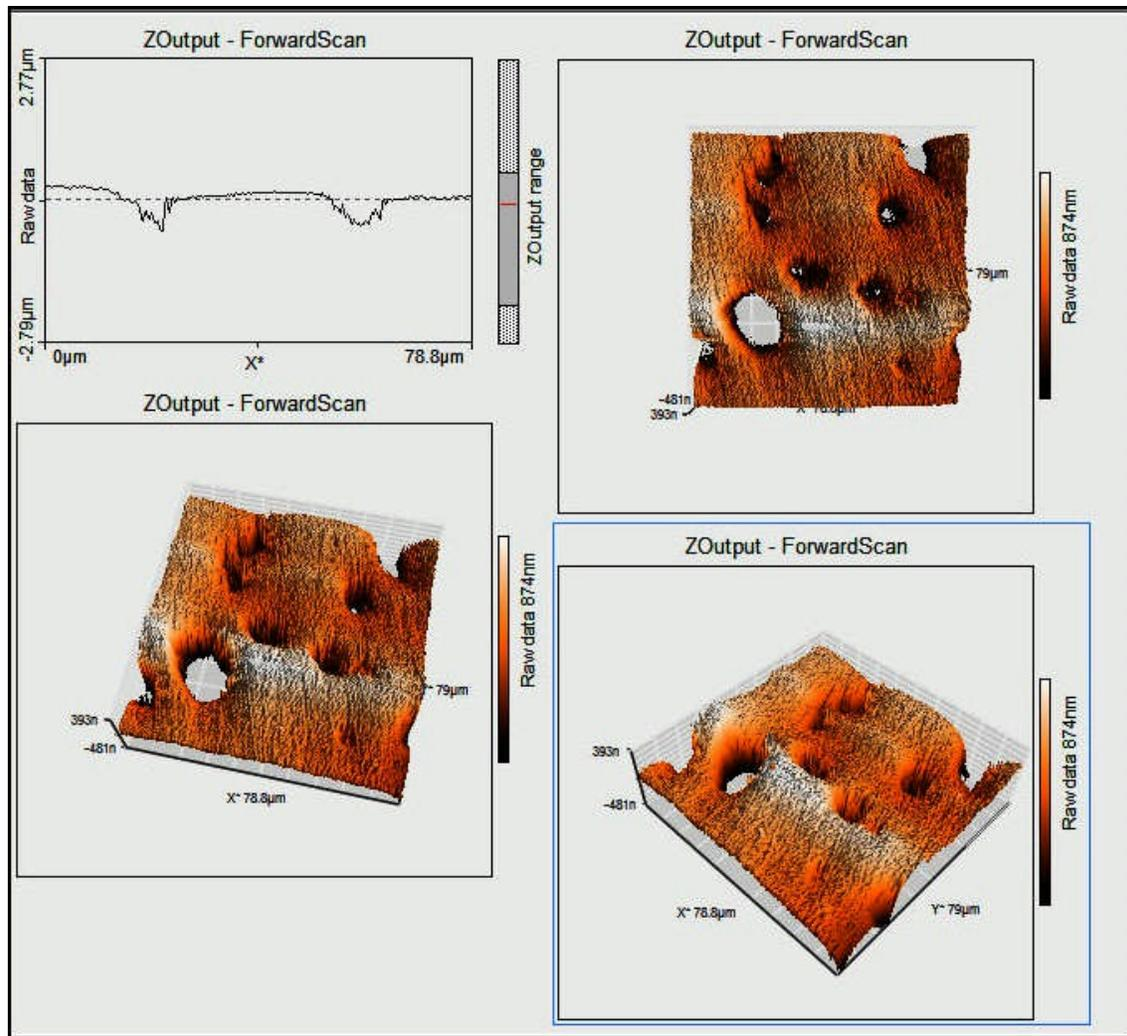 ZOutput - ForwardScan
2.77µm
Raw data
-2.79µm
0µm
X*
78.8µm
ZOutput range
ZOutput - ForwardScan
79µm
-481n
393n
Raw data 874nm
ZOutput - ForwardScan
393n
-481n
X* 78.8µm
79µm
Raw data 874nm
ZOutput - ForwardScan
393n
-481n
X* 78.8µm
Y* 79µm
Raw data 874nm